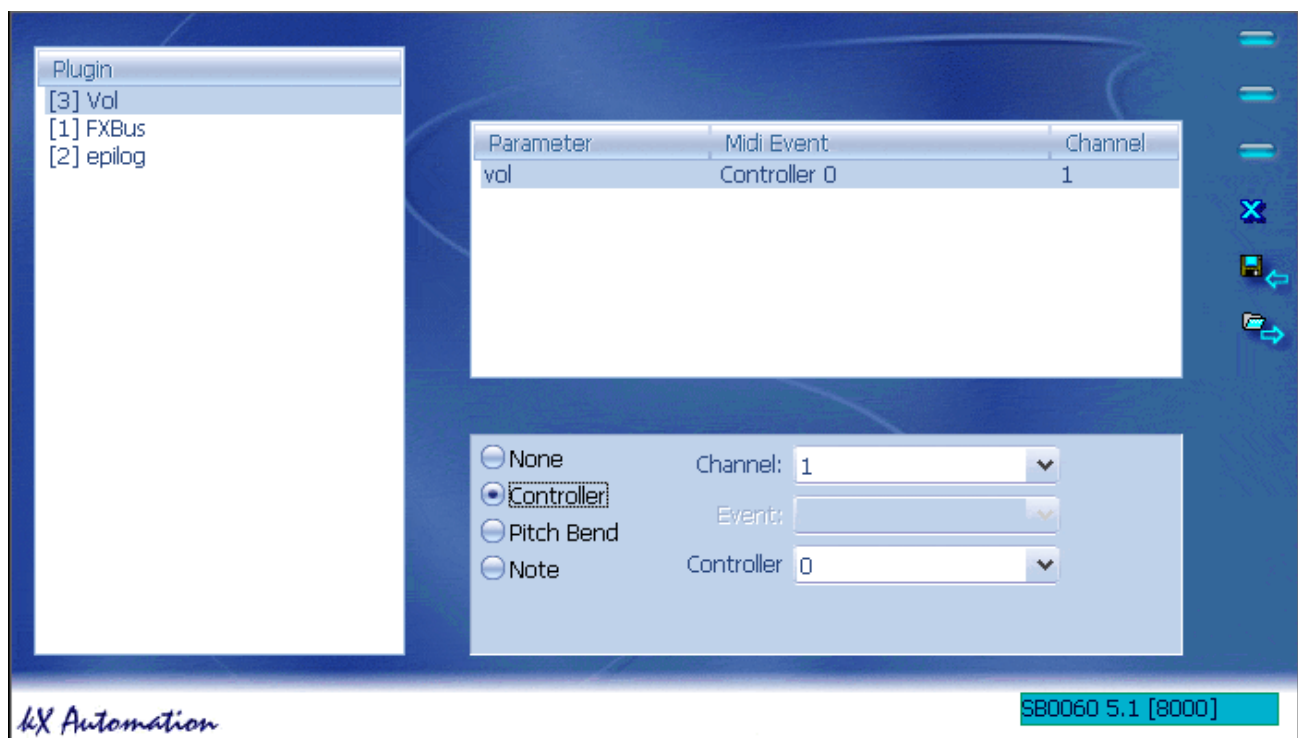 Plugin
[3] Vol
[1] FXBus
[2] epilog
Parameter Midi Event Channel
vol Controller 0 1
None
Controller
Pitch Bend
Note
Channel: 1
Event:
Controller 0
kX Automation
SB0060 5.1 [8000]